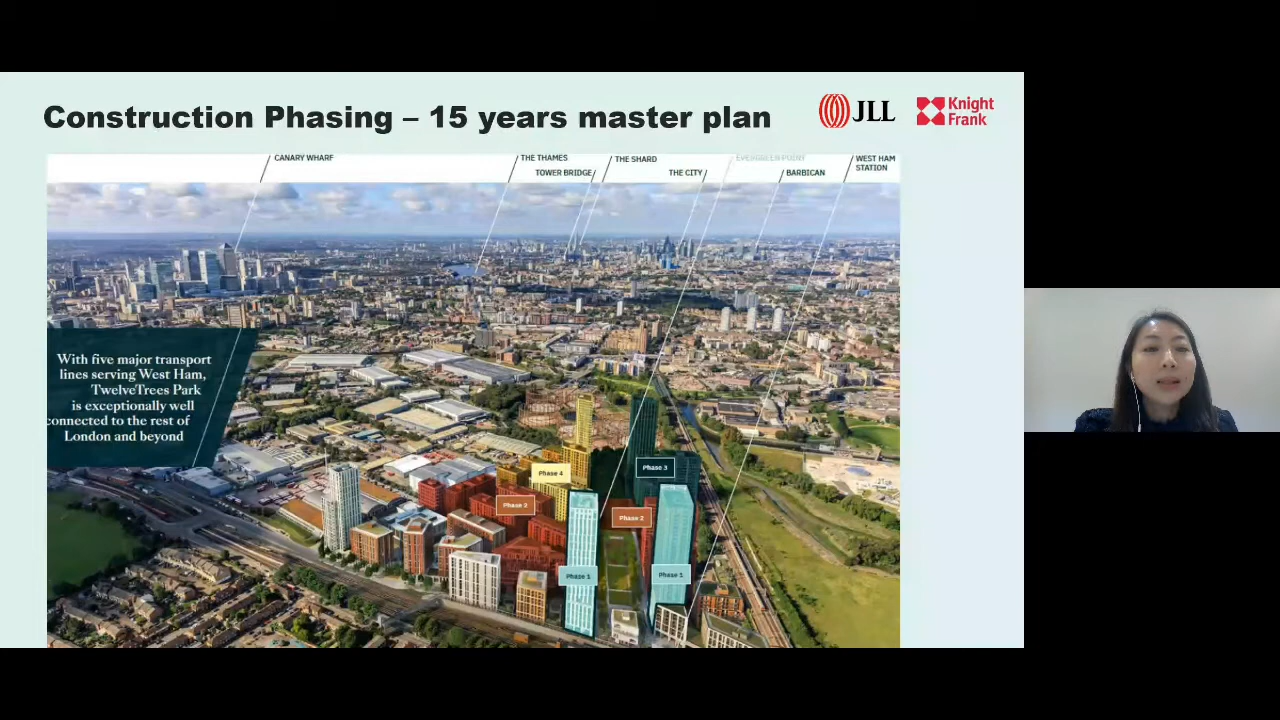 Construction Phasing – 15 years master plan
JLL
Knight
Frank
CANARY WHARF
THE THAMES
TOWER BRIDGE
THE SHARD
THE CITY
EVERGREEN POINT
BARBICAN
WEST HAM
STATION
With five major transport
lines serving West Ham,
TwelveTrees Park
is exceptionally well
connected to the rest of
London and beyond
Phase 4
Phase 3
Phase 2
Phase 2
Phase 1